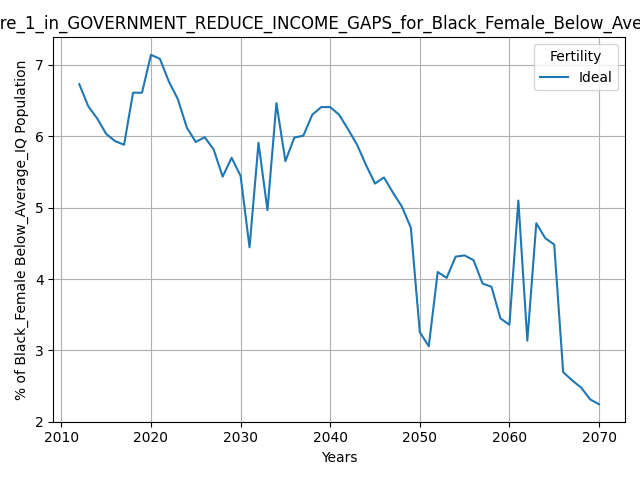 re_1_in_GOVERNMENT_REDUCE_INCOME_GAPS_for_Black_Female_Below_Ave
Fertility
Ideal
% of Black_Female Below_Average_IQ Population
7
6
5
4
3
2
2010 2020 2030 2040 2050 2060 2070
Years